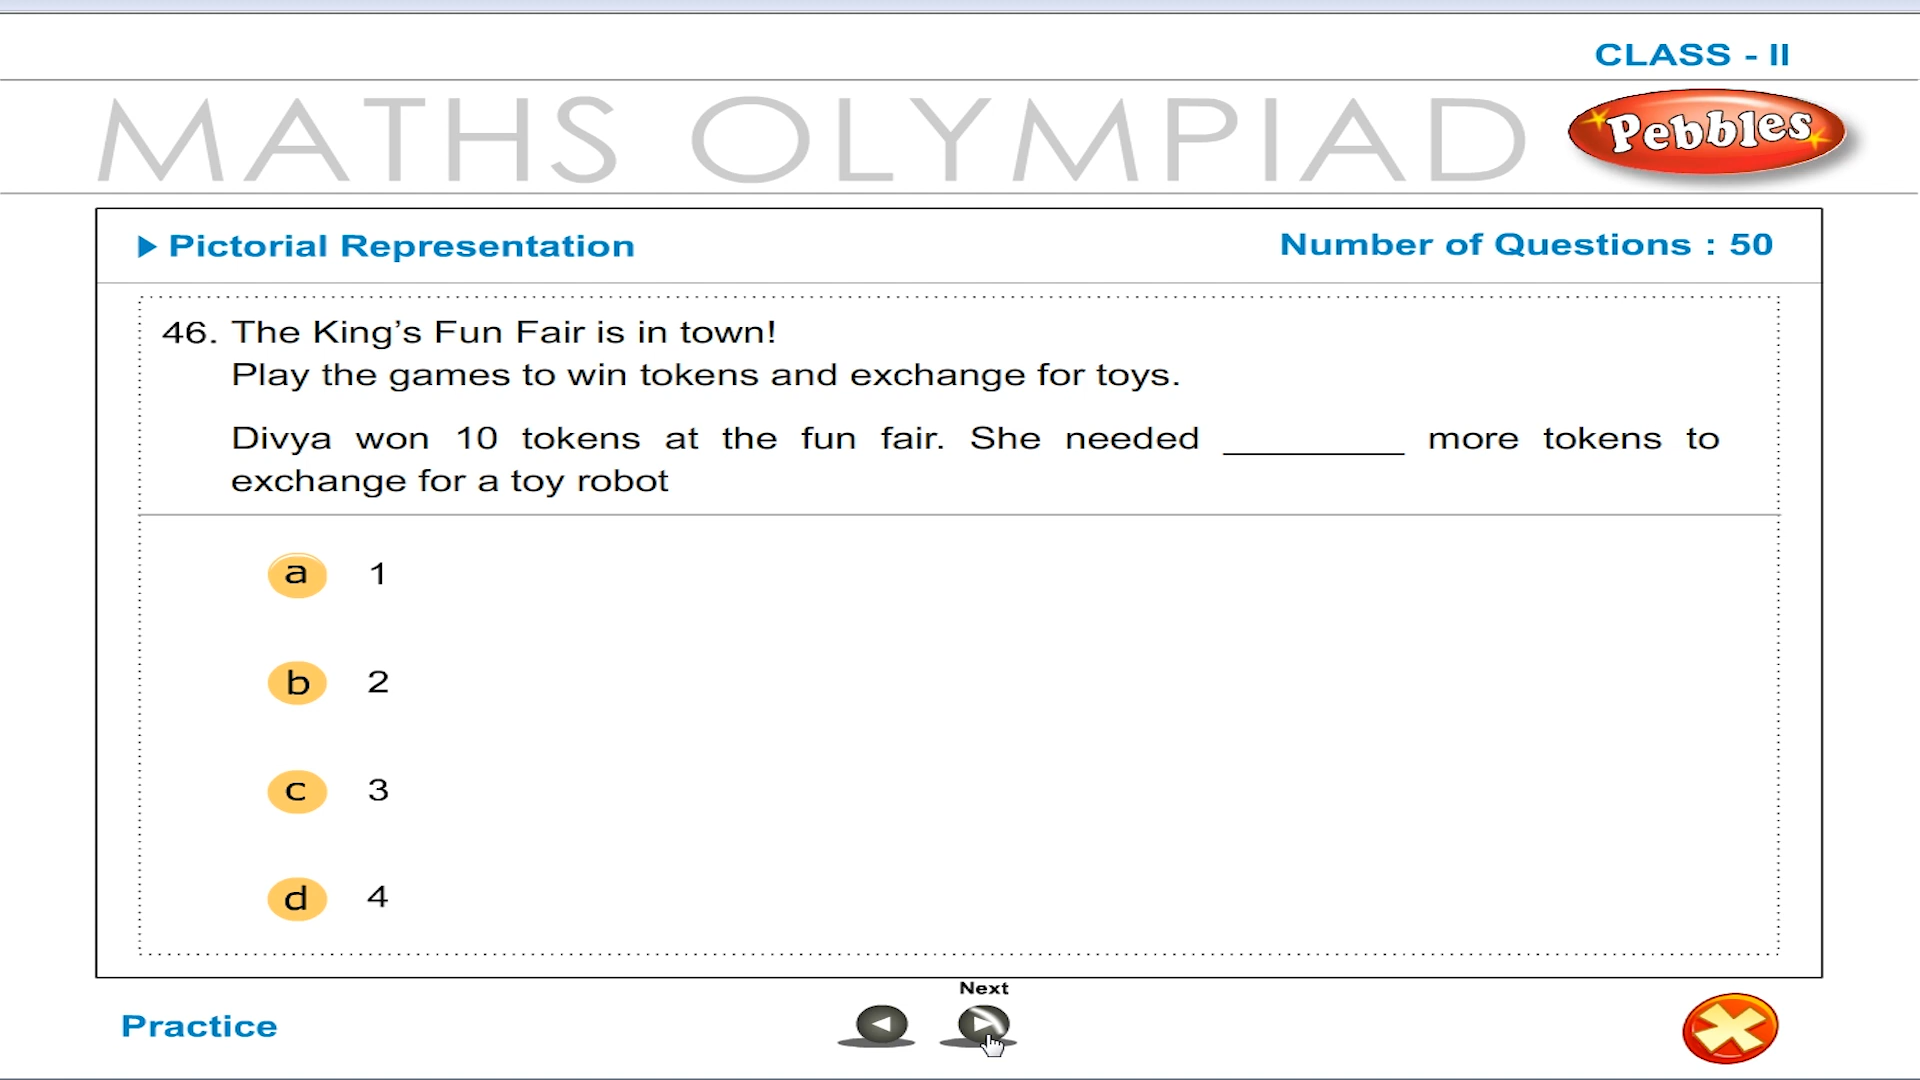 CLASS - II
MATHS OLYMPIAD
Pebbles
Pictorial Representation
Number of Questions : 50
46. The King’s Fun Fair is in town!
Play the games to win tokens and exchange for toys.
Divya won 10 tokens at the fun fair. She needed _________ more tokens to
exchange for a toy robot
a 1
b 2
c 3
d 4
Next
Practice